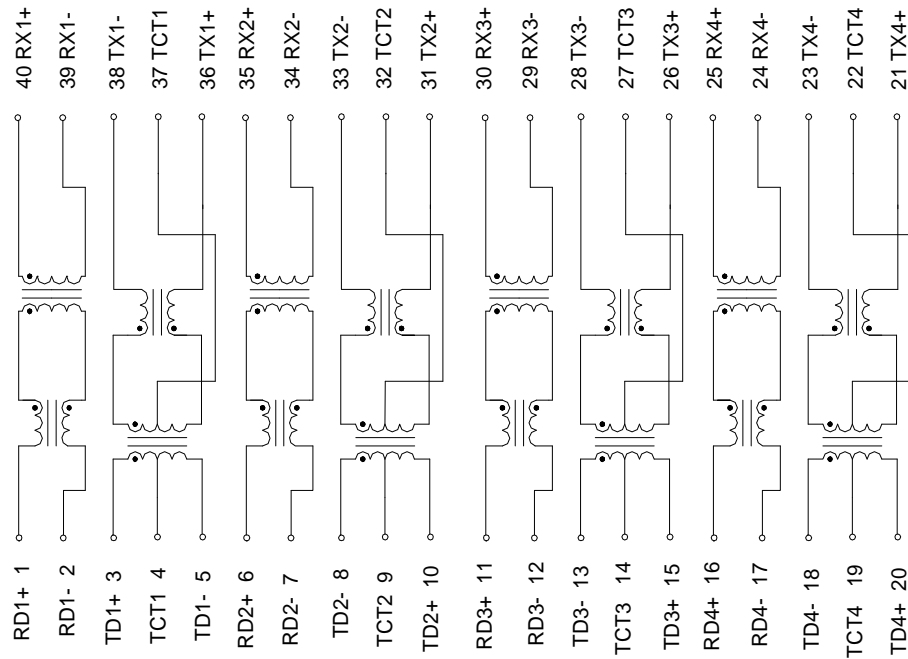 40 RX1+
39 RX1-
38 TX1-
37 TCT1
36 TX1+
35 RX2+
34 RX2-
33 TX2-
32 TCT2
31 TX2+
30 RX3+
29 RX3-
28 TX3-
27 TCT3
26 TX3+
25 RX4+
24 RX4-
23 TX4-
22 TCT4
21 TX4+
RD1+ 1
RD1- 2
TD1+ 3
TCT1 4
TD1- 5
RD2+ 6
RD2- 7
TD2- 8
TCT2 9
TD2+ 10
RD3+ 11
RD3- 12
TD3- 13
TCT3 14
TD3+ 15
RD4+ 16
RD4- 17
TD4- 18
TCT4 19
TD4+ 20